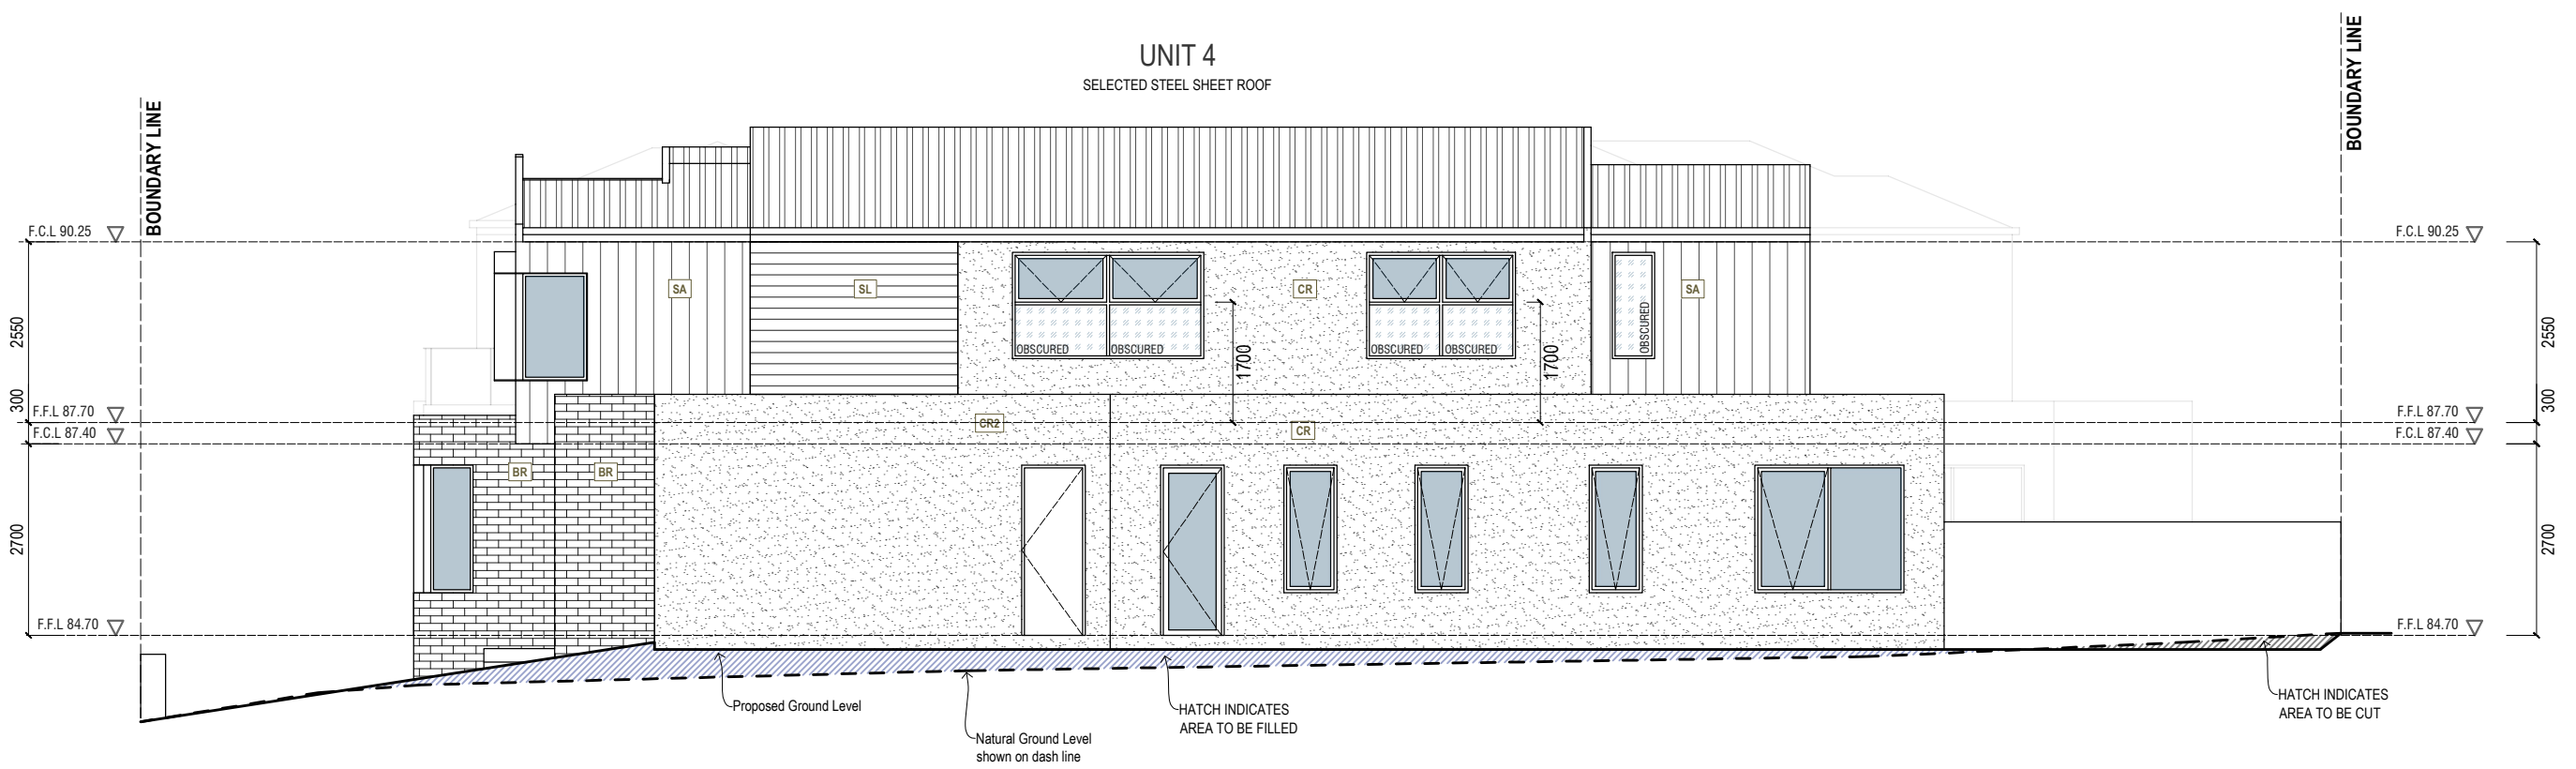 UNIT 4
SELECTED STEEL SHEET ROOF
BOUNDARY LINE
BOUNDARY LINE
F.C.L 90.25
F.C.L 90.25
SA
SL
CR
SA
OBSCURED
OBSCURED
OBSCURED
OBSCURED
OBSCURED
2550
1700
1700
2550
300
300
F.F.L 87.70
F.F.L 87.70
CR2
CR
F.C.L 87.40
F.C.L 87.40
BR
BR
2700
2700
F.F.L 84.70
F.F.L 84.70
Proposed Ground Level
Natural Ground Level
shown on dash line
HATCH INDICATES
AREA TO BE FILLED
HATCH INDICATES
AREA TO BE CUT